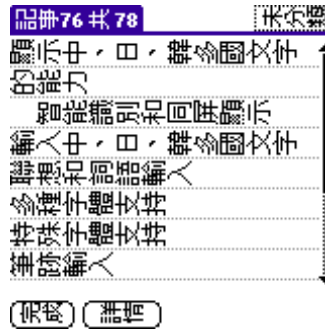 記事76 共 78 未分類
顯示中，日，韓多國文字
的能力
智能識別和同屏顯示
輸入中，日，韓多國文字
聯想和詞語輸入
多種字體支持
特殊字體支持
筆跡輸入
完成 詳情